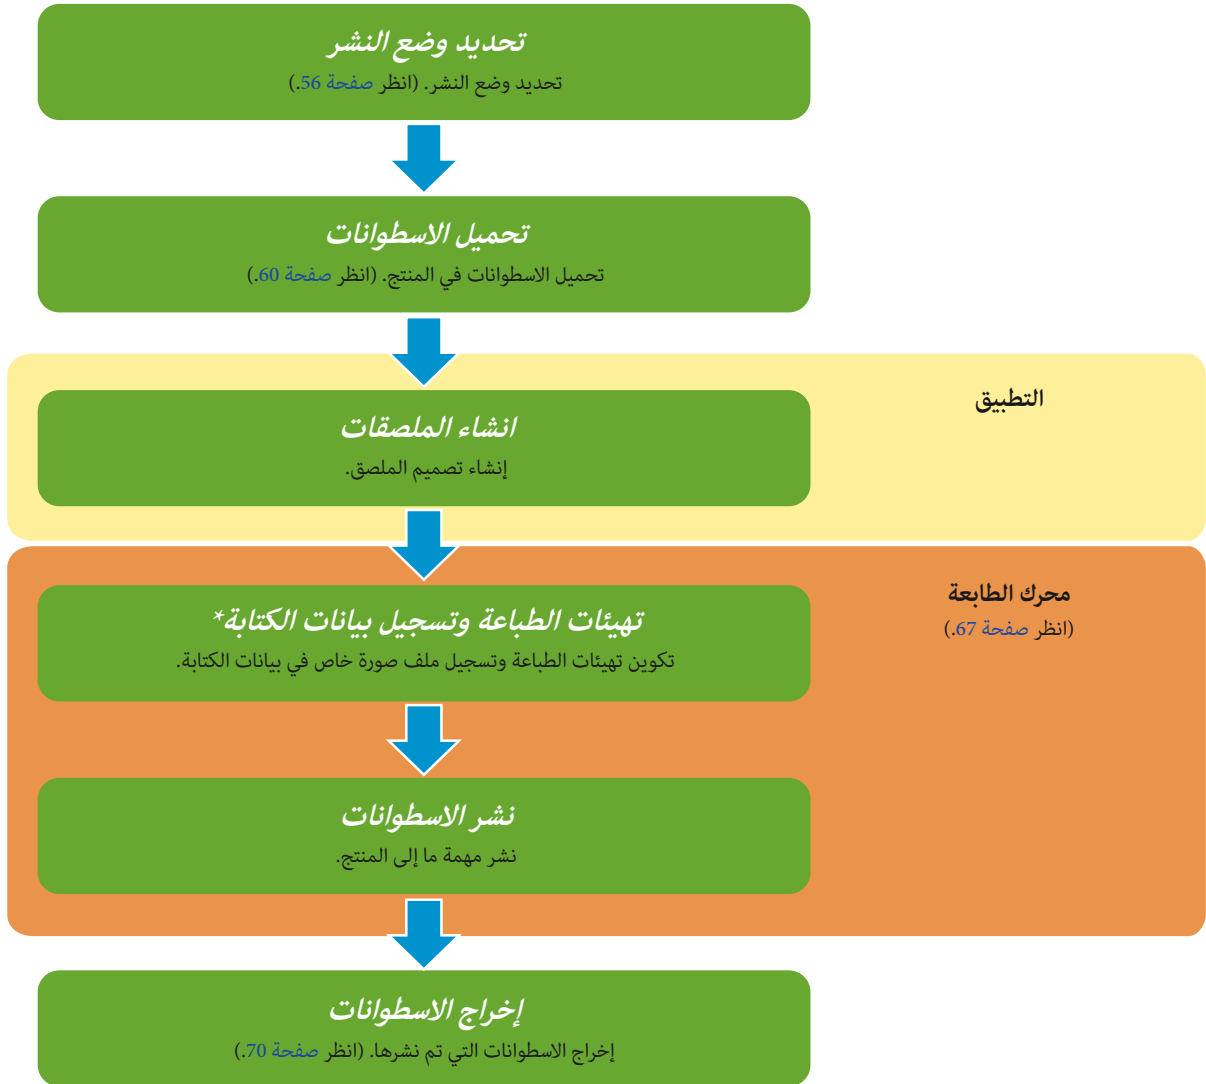 تحديد وضع النشر
تحديد وضع النشر. (انظر صفحة 56.)
تحميل الاسطوانات
تحميل الاسطوانات في المنتج. (انظر صفحة 60.)
التطبيق
انشاء الملصقات
إنشاء تصميم الملصق.
محرك الطابعة
(انظر صفحة 67.)
تهيئات الطباعة وتسجيل بيانات الكتابة*
تكوين تهيئات الطباعة وتسجيل ملف صورة خاص في بيانات الكتابة.
نشر الاسطوانات
نشر مهمة ما إلى المنتج.
إخراج الاسطوانات
إخراج الاسطوانات التي تم نشرها. (انظر صفحة 70.)